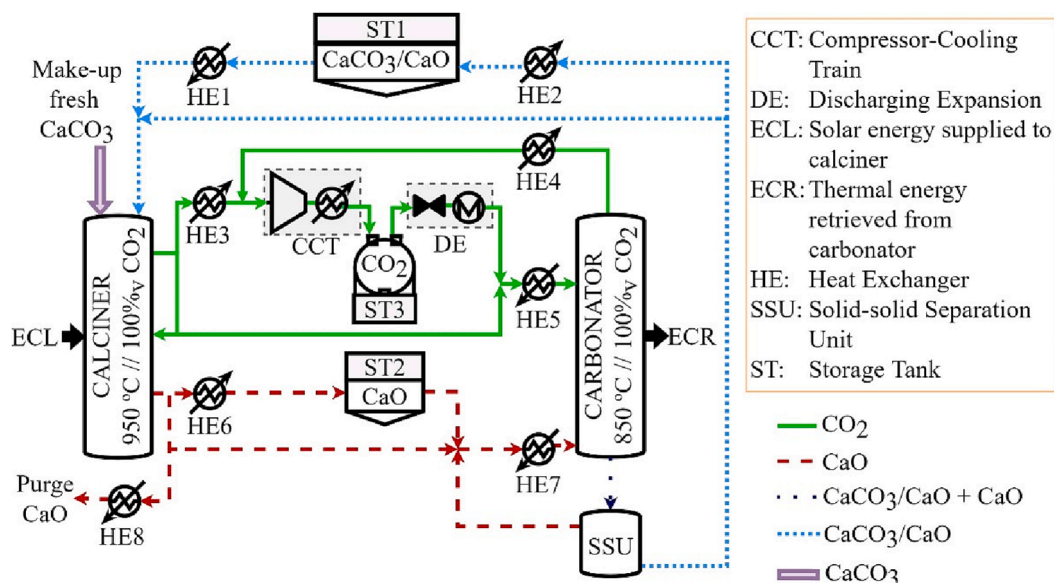 ST1
CaCO₃/CaO
HE1
HE2
Make-up
fresh
CaCO₃
HE3
CCT
HE4
DE
CO₂
ST3
HE5
ECL
CALCINER
950 °C // 100%ᵥ CO₂
CARBONATOR
850 °C // 100%ᵥ CO₂
ECR
ST2
CaO
HE6
HE7
Purge
CaO
HE8
SSU
CCT: Compressor-Cooling
Train
DE: Discharging Expansion
ECL: Solar energy supplied to
calciner
ECR: Thermal energy
retrieved from
carbonator
HE: Heat Exchanger
SSU: Solid-solid Separation
Unit
ST: Storage Tank
CO₂
CaO
CaCO₃/CaO + CaO
CaCO₃/CaO
CaCO₃